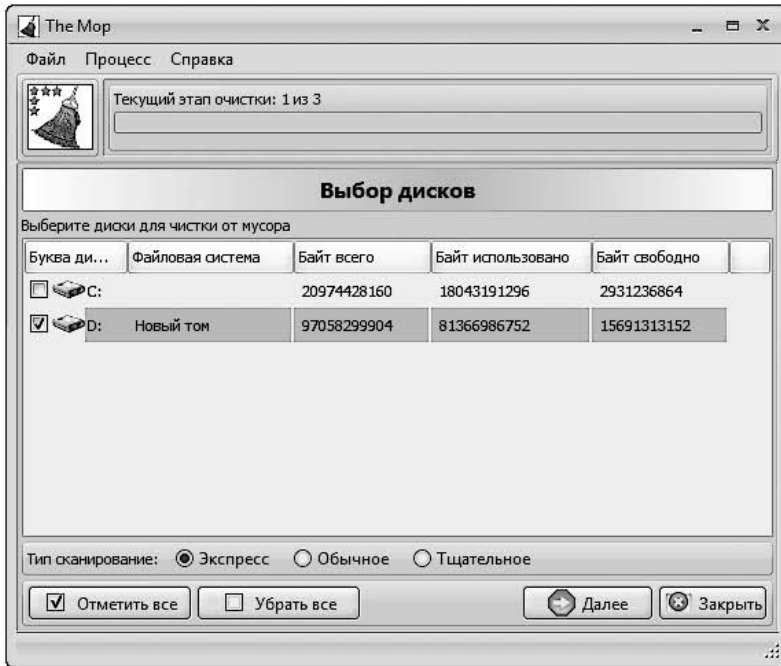 The Mop
Файл Процесс Справка
Текущий этап очистки: 1 из 3
Выбор дисков
Выберите диски для чистки от мусора
Буква ди... Файловая система Байт всего Байт использовано Байт свободно
C: 20974428160 18043191296 2931236864
D: Новый том 97058299904 81366986752 15691313152
Тип сканирование: Экспресс Обычное Тщательное
Отметить все Убрать все Далее Закрыть